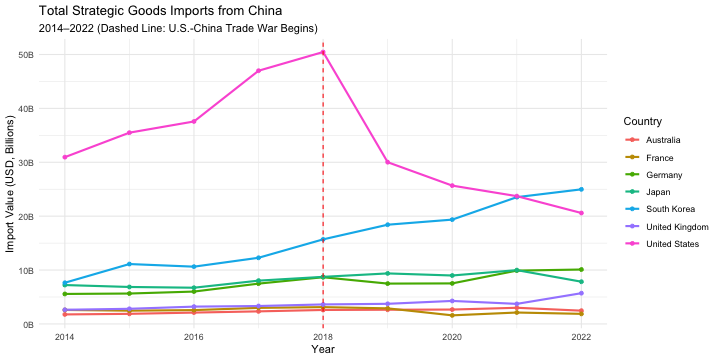 Total Strategic Goods Imports from China
2014–2022 (Dashed Line: U.S.-China Trade War Begins)
Import Value (USD, Billions)
50B
40B
30B
20B
10B
0B
2014
2016
2018
2020
2022
Year
Country
Australia
France
Germany
Japan
South Korea
United Kingdom
United States